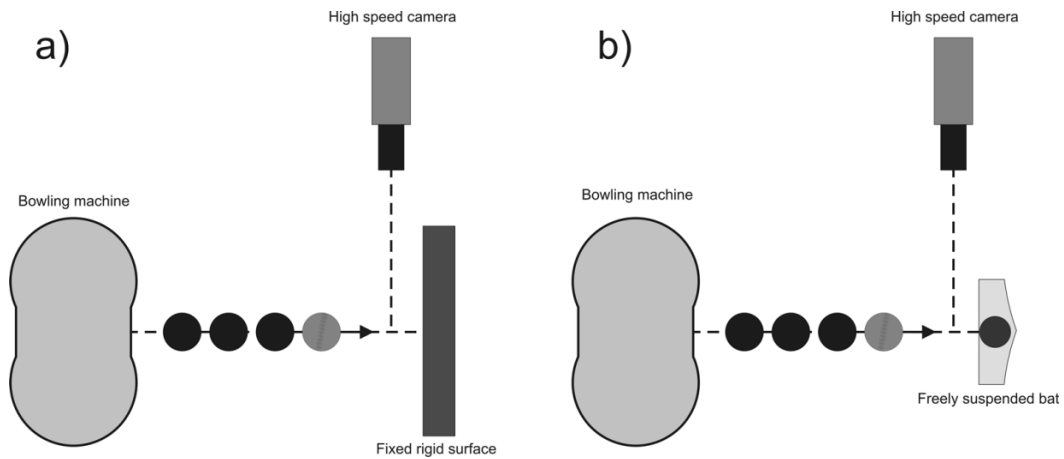 a)
High speed camera
Bowling machine
Fixed rigid surface
b)
High speed camera
Bowling machine
Freely suspended bat